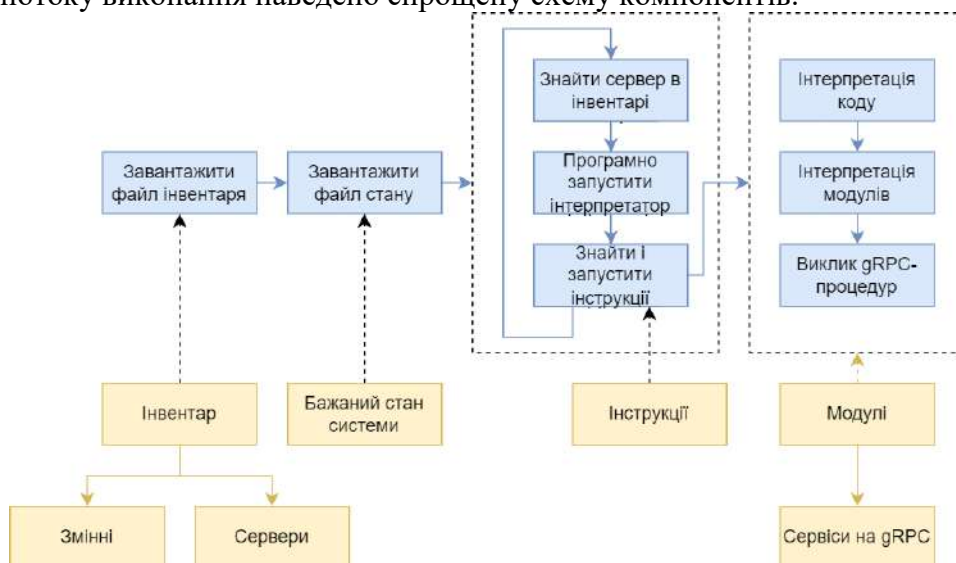 потоку виконання наведено спрощену схему компонентів.
Знайти сервер в
інвентарі
Інтерпретація
коду
Завантажити
файл інвентаря
Завантажити
файл стану
Програмно
запустити
інтерпретатор
Інтерпретація
модулів
Знайти і
запустити
інструкції
Виклик gRPC-
процедур
Інвентар
Бажаний стан
системи
Інструкції
Модулі
Змінні
Сервери
Сервіси на gRPC